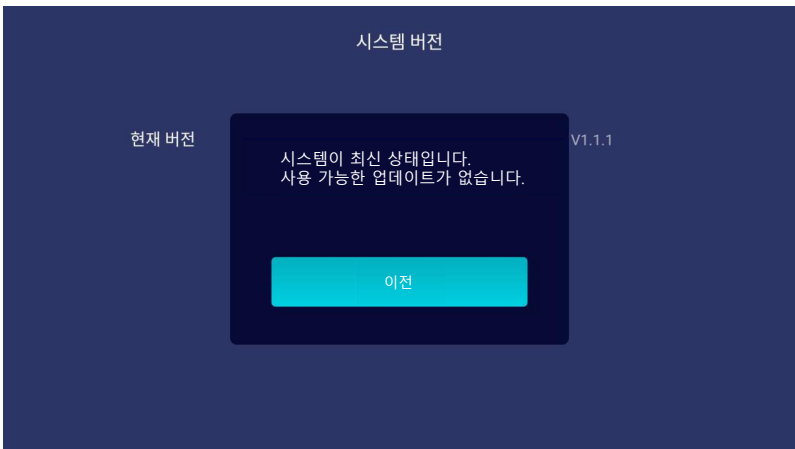 시스템 버전
현재 버전
V1.1.1
시스템이 최신 상태입니다.
사용 가능한 업데이트가 없습니다.
이전